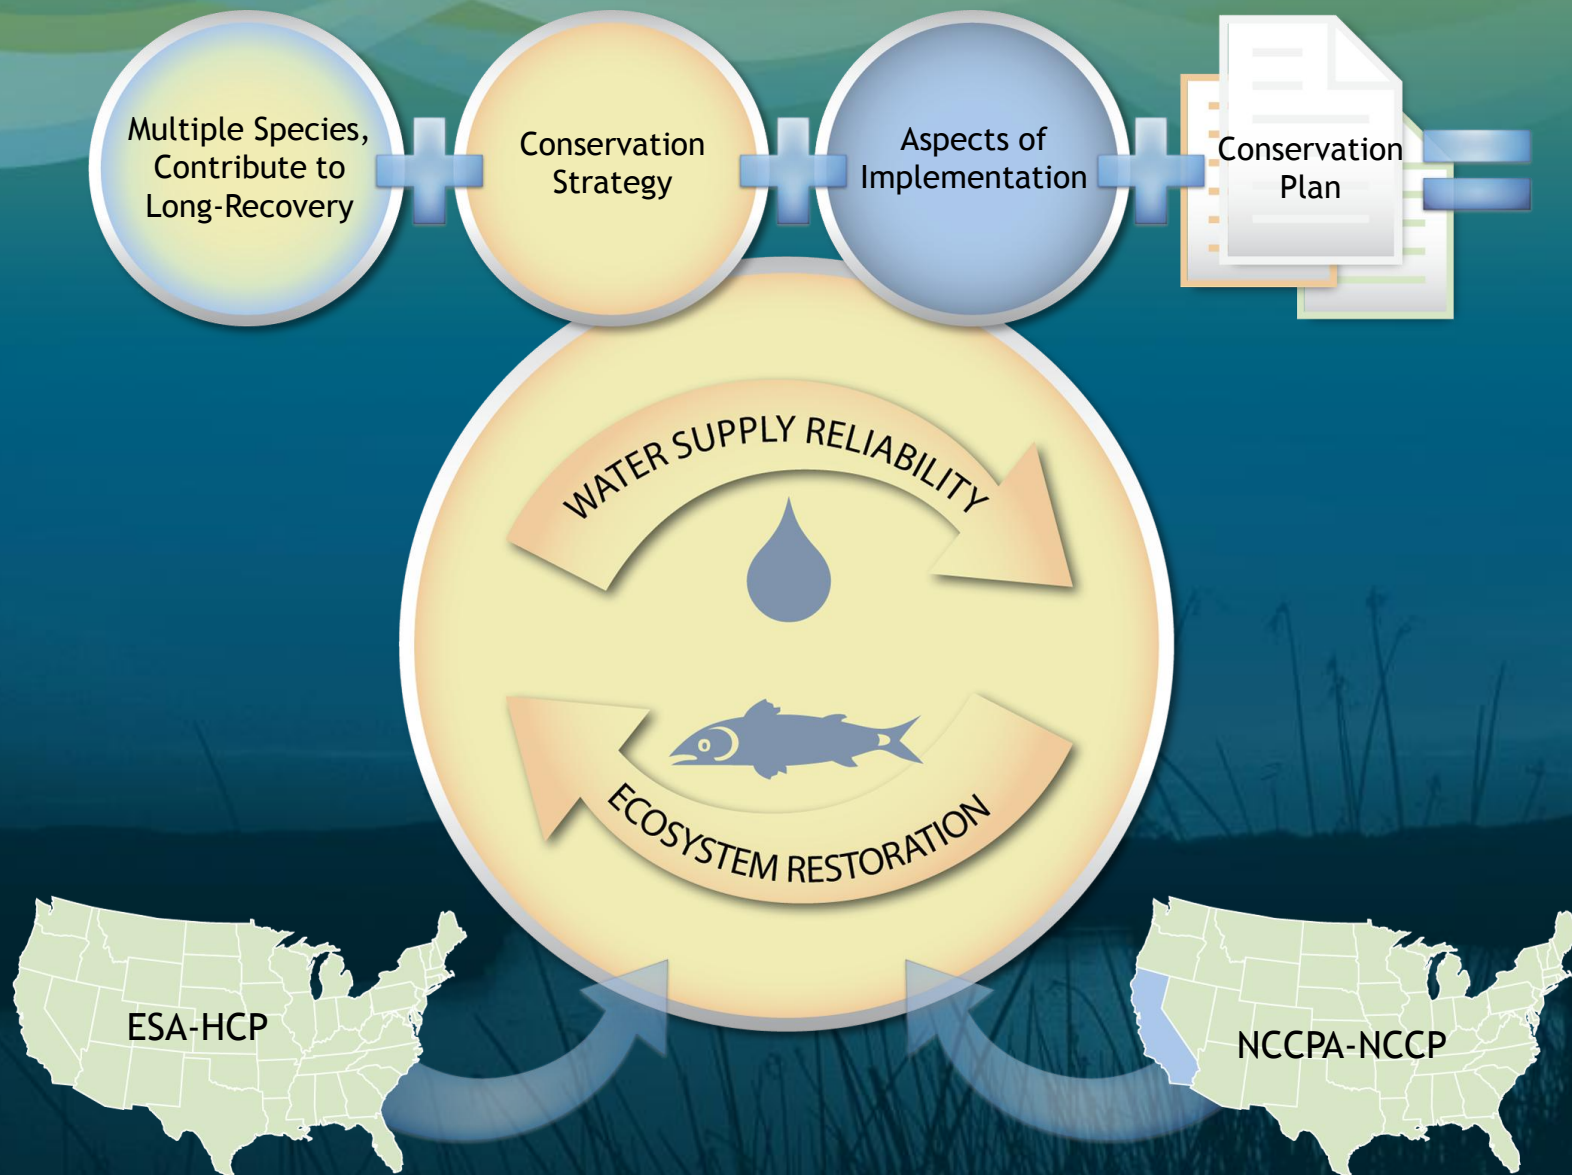 Multiple Species,
Contribute to
Long-Recovery
Conservation
Strategy
Aspects of
Implementation
Conservation
Plan
WATER SUPPLY RELIABILITY
ECOSYSTEM RESTORATION
ESA-HCP
NCCPA-NCCP